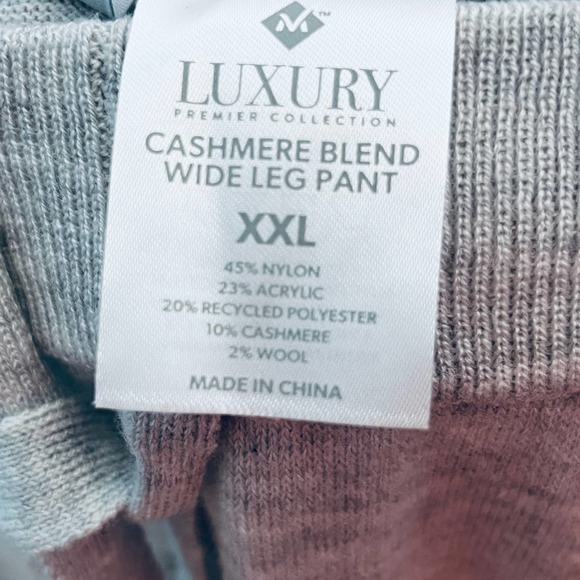 M™
LUXURY
PREMIER COLLECTION
CASHMERE BLEND
WIDE LEG PANT
XXL
45% NYLON
23% ACRYLIC
20% RECYCLED POLYESTER
10% CASHMERE
2% WOOL
MADE IN CHINA